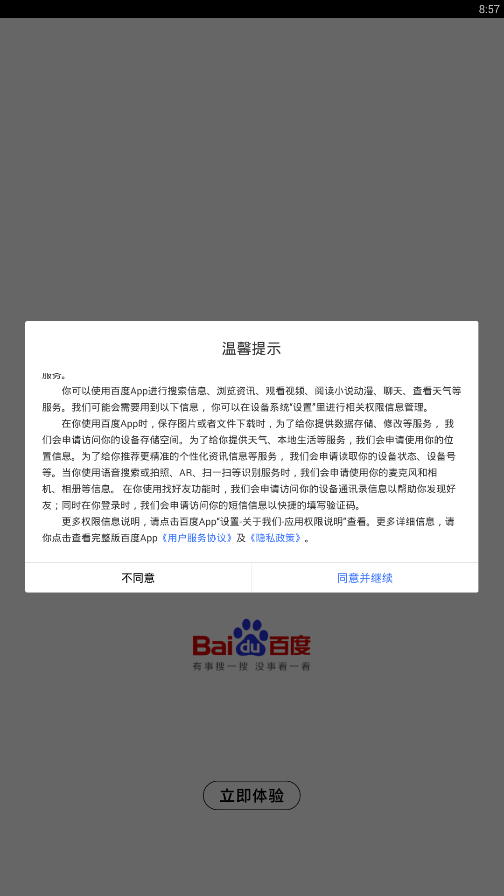 8:57
温馨提示
服务。
你可以使用百度App进行搜索信息、浏览资讯、观看视频、阅读小说动漫、聊天、查看天气等
服务。我们可能会需要用到以下信息，你可以在设备系统“设置”里进行相关权限信息管理。
在你使用百度App时，保存图片或者文件下载时，为了给你提供数据存储、修改等服务，我
们会申请访问你的设备存储空间。为了给你提供天气、本地生活等服务，我们会申请使用你的位
置信息。为了给你推荐更精准的个性化资讯信息等服务，我们会申请读取你的设备状态、设备号
等。当你使用语音搜索或拍照、AR、扫一扫等识别服务时，我们会申请使用你的麦克风和相
机、相册等信息。在你使用找好友功能时，我们会申请访问你的设备通讯录信息以帮助你发现好
友；同时在你登录时，我们会申请访问你的短信信息以快捷的填写验证码。
更多权限信息说明，请点击百度App“设置-关于我们-应用权限说明”查看。更多详细信息，请
你点击查看完整版百度App《用户服务协议》及《隐私政策》。
不同意
同意并继续
Bai du 百度
有事搜一搜 没事看一看
立即体验